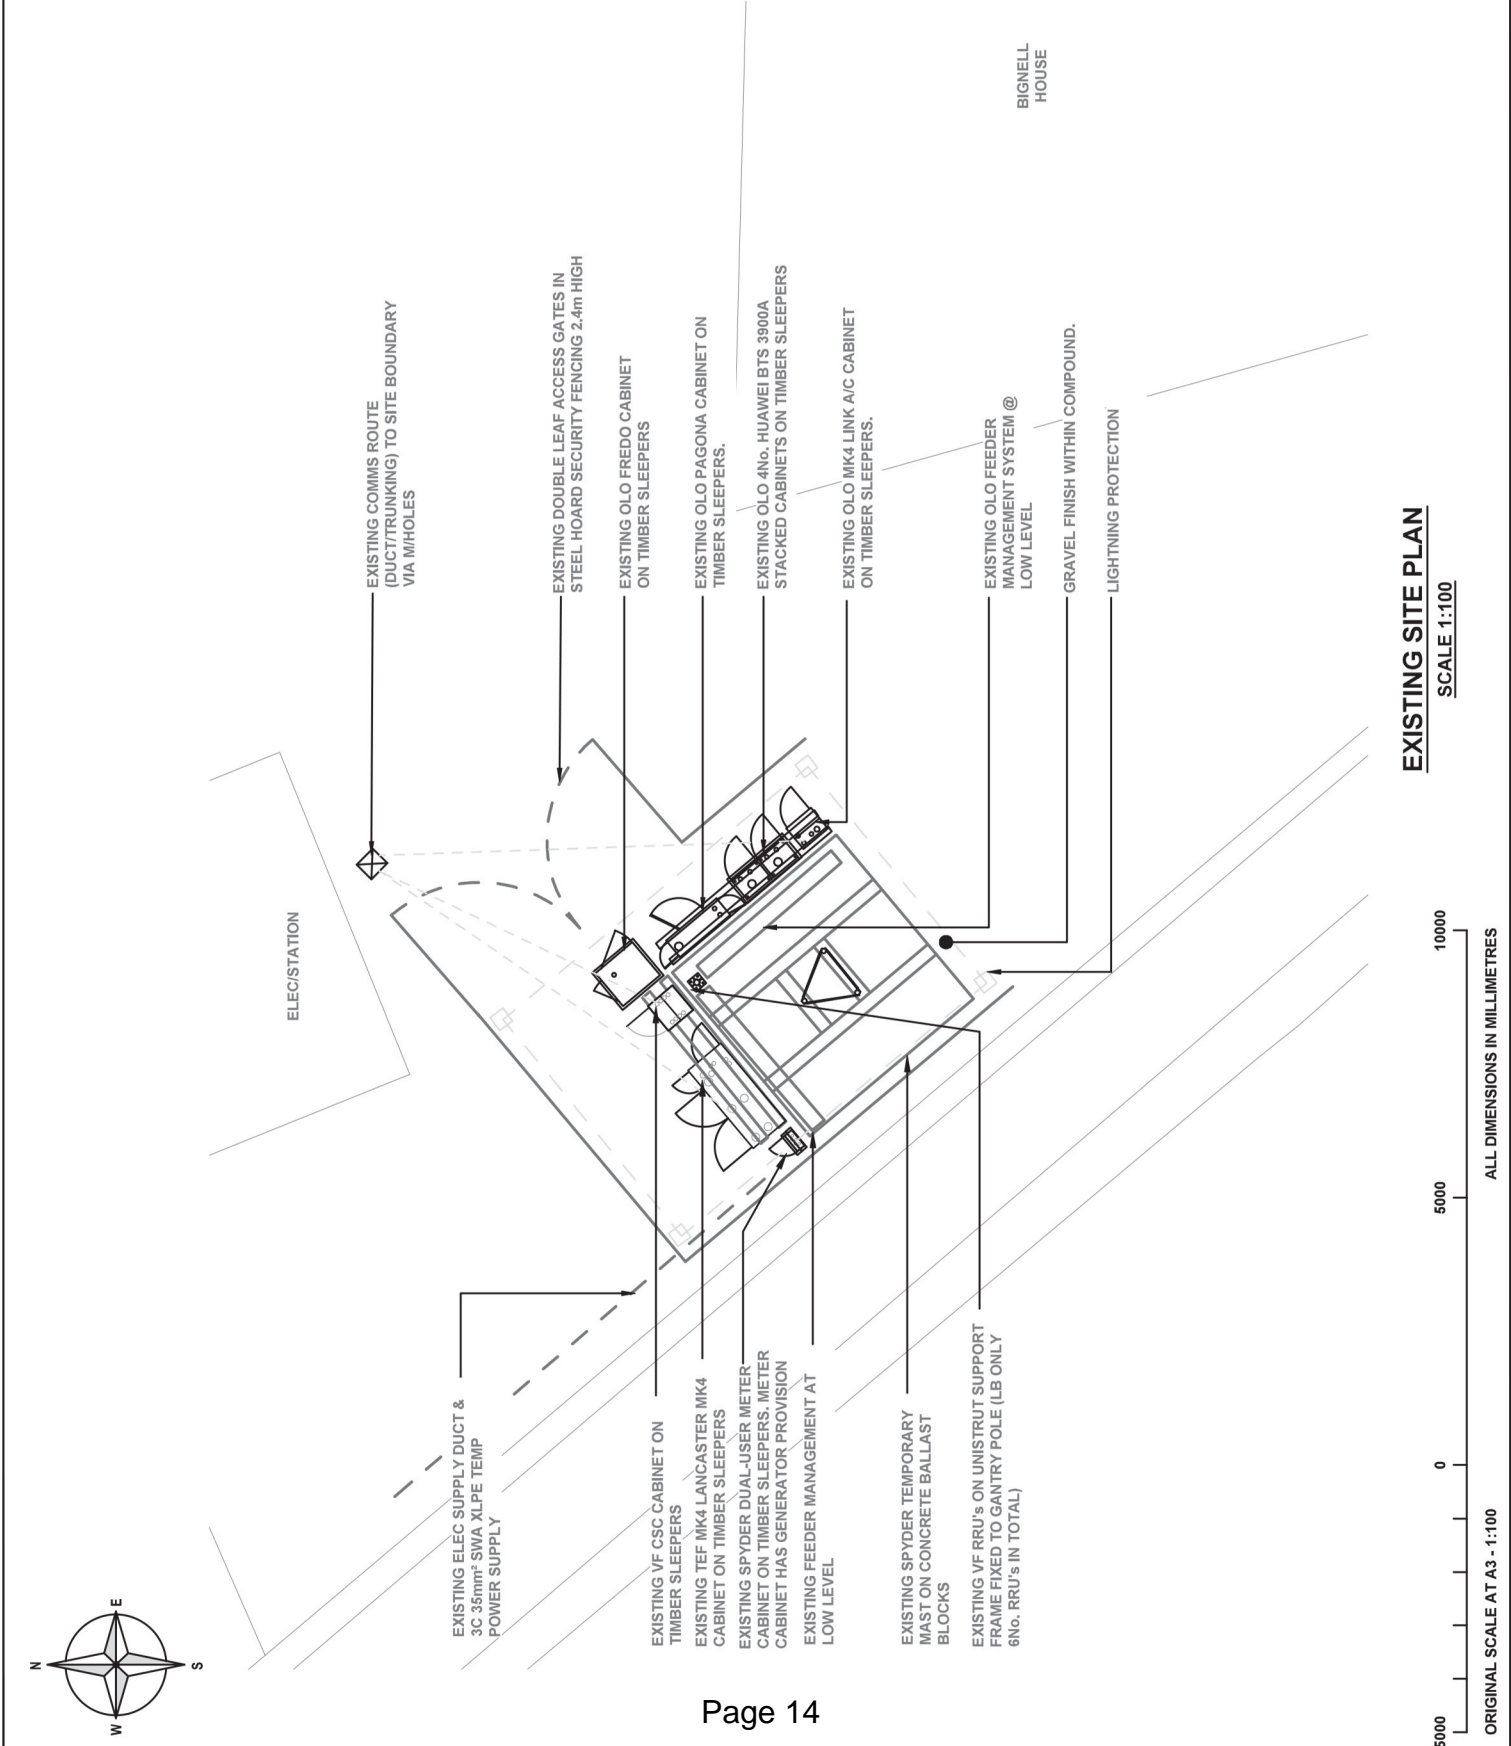 N
E
S
W
ELEC/STATION
BIGNELL
HOUSE
EXISTING COMMS ROUTE
(DUCT/TRUNKING) TO SITE BOUNDARY
VIA M/HOLES
EXISTING DOUBLE LEAF ACCESS GATES IN
STEEL HOARD SECURITY FENCING 2.4m HIGH
EXISTING OLO FREDO CABINET
ON TIMBER SLEEPERS
EXISTING OLO PAGONA CABINET ON
TIMBER SLEEPERS.
EXISTING OLO 4No. HUAWEI BTS 3900A
STACKED CABINETS ON TIMBER SLEEPERS
EXISTING OLO MK4 LINK A/C CABINET
ON TIMBER SLEEPERS.
EXISTING OLO FEEDER
MANAGEMENT SYSTEM @
LOW LEVEL
GRAVEL FINISH WITHIN COMPOUND.
LIGHTNING PROTECTION
EXISTING ELEC SUPPLY DUCT &
3C 35mm² SWA XLPE TEMP
POWER SUPPLY
EXISTING VF CSC CABINET ON
TIMBER SLEEPERS
EXISTING TEF MK4 LANCASTER MK4
CABINET ON TIMBER SLEEPERS
EXISTING SPYDER DUAL-USER METER
CABINET ON TIMBER SLEEPERS. METER
CABINET HAS GENERATOR PROVISION
EXISTING FEEDER MANAGEMENT AT
LOW LEVEL
EXISTING SPYDER TEMPORARY
MAST ON CONCRETE BALLAST
BLOCKS
EXISTING VF RRU's ON UNISTRUT SUPPORT
FRAME FIXED TO GANTRY POLE (LB ONLY
6No. RRU's IN TOTAL)
EXISTING SITE PLAN
SCALE 1:100
5000 0 5000 10000
ORIGINAL SCALE AT A3 - 1:100
ALL DIMENSIONS IN MILLIMETRES
Page 14